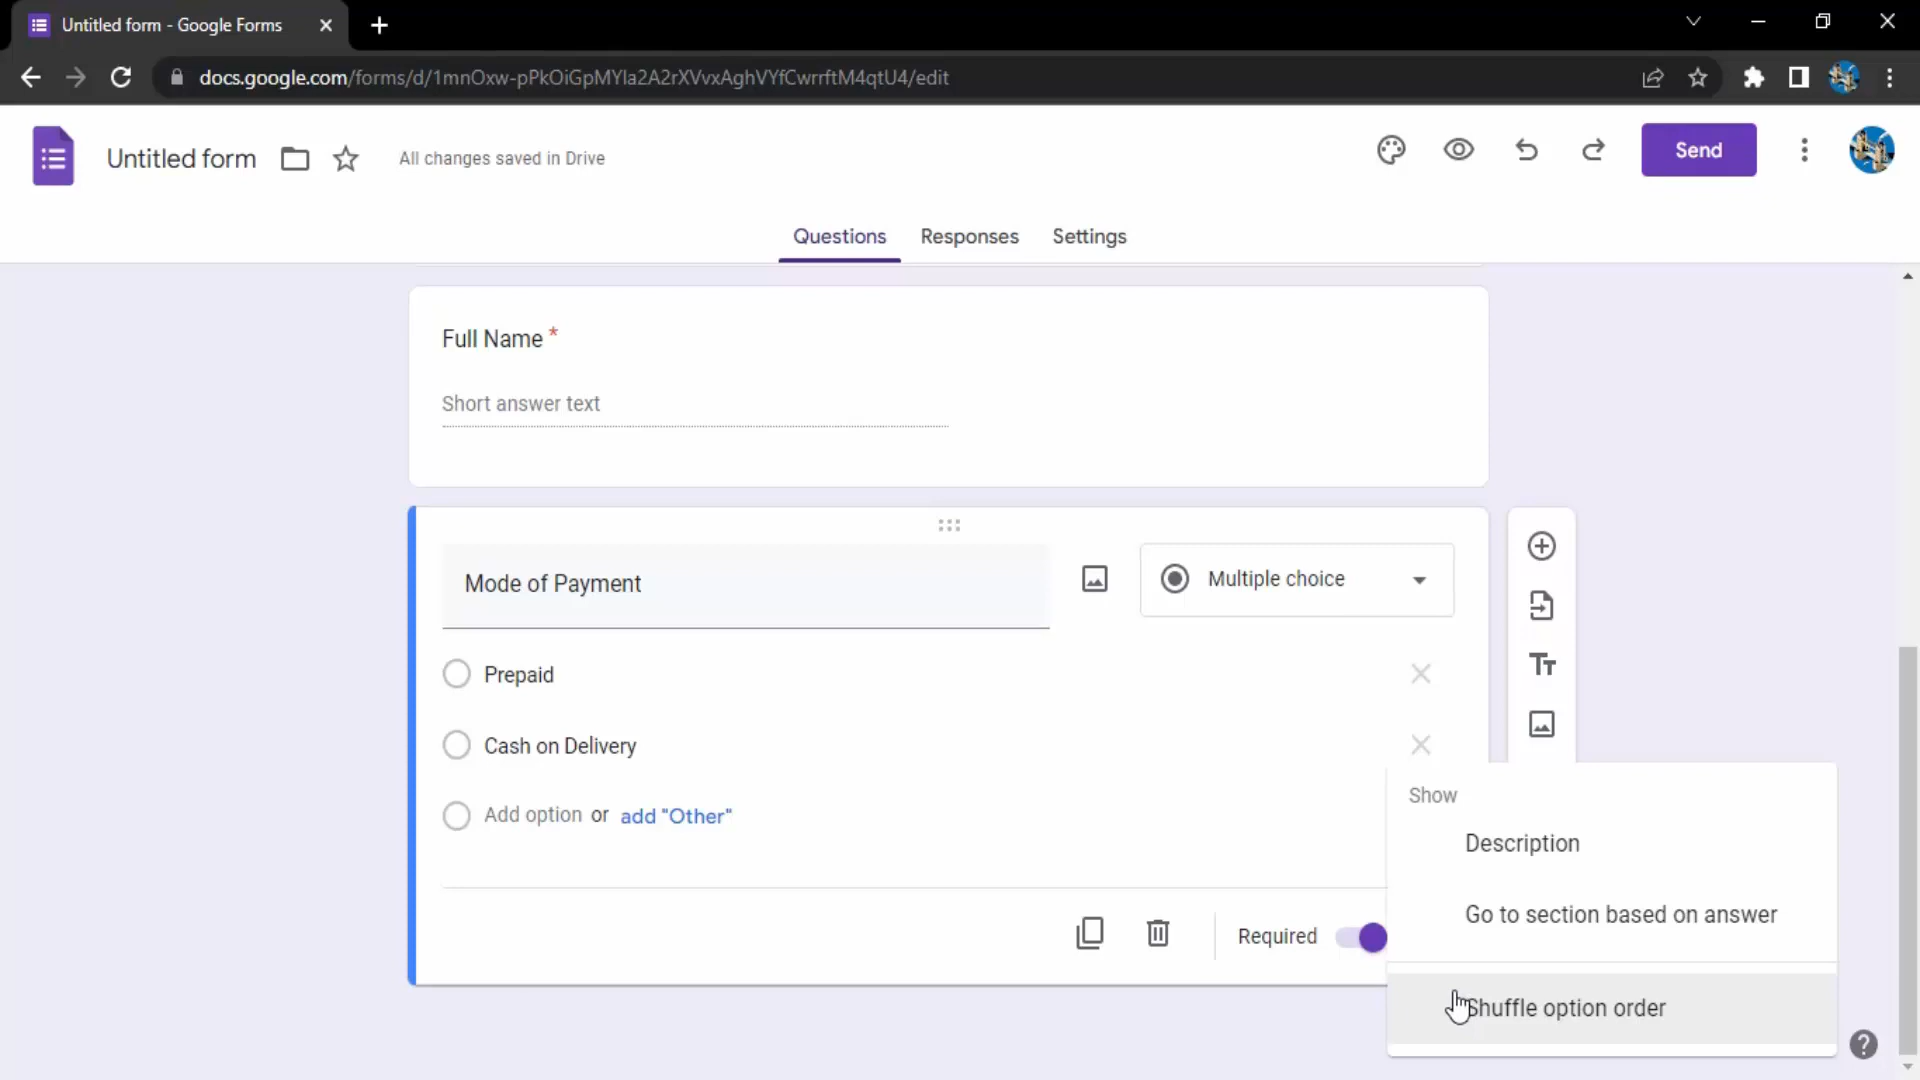 Untitled form - Google Forms
docs.google.com/forms/d/1mnOxw-pPkOiGpMYIa2A2rXVvxAghVYfCwrrftM4qtU4/edit
Untitled form
All changes saved in Drive
Send
Questions Responses Settings
Full Name *
Short answer text
Mode of Payment
Multiple choice
Prepaid
Cash on Delivery
Add option or add "Other"
Required
Show
Description
Go to section based on answer
Shuffle option order